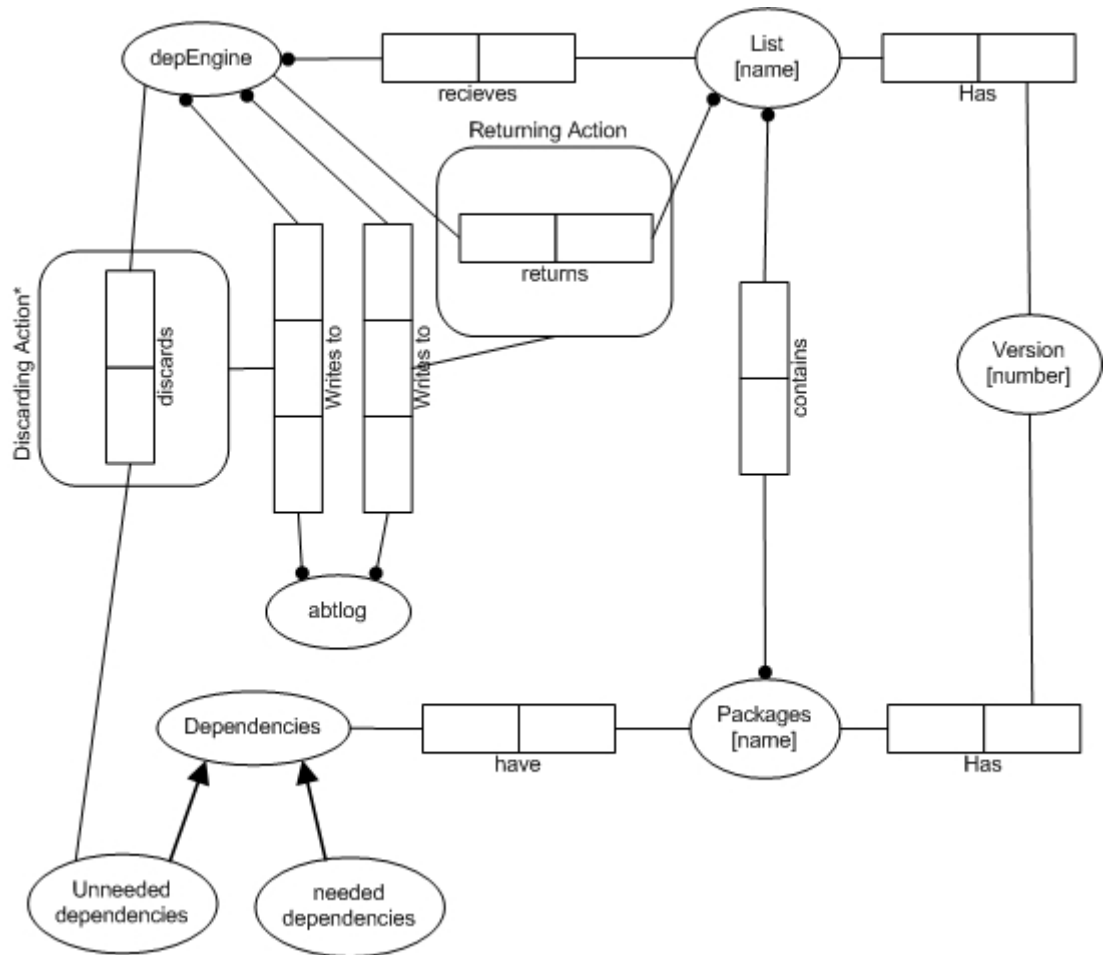 depEngine
List
[name]
recieves
Has
Returning Action
returns
Discarding Action*
discards
Writes to
Writes to
contains
Version
[number]
abtlog
Dependencies
have
Packages
[name]
Has
Unneeded
dependencies
needed
dependencies